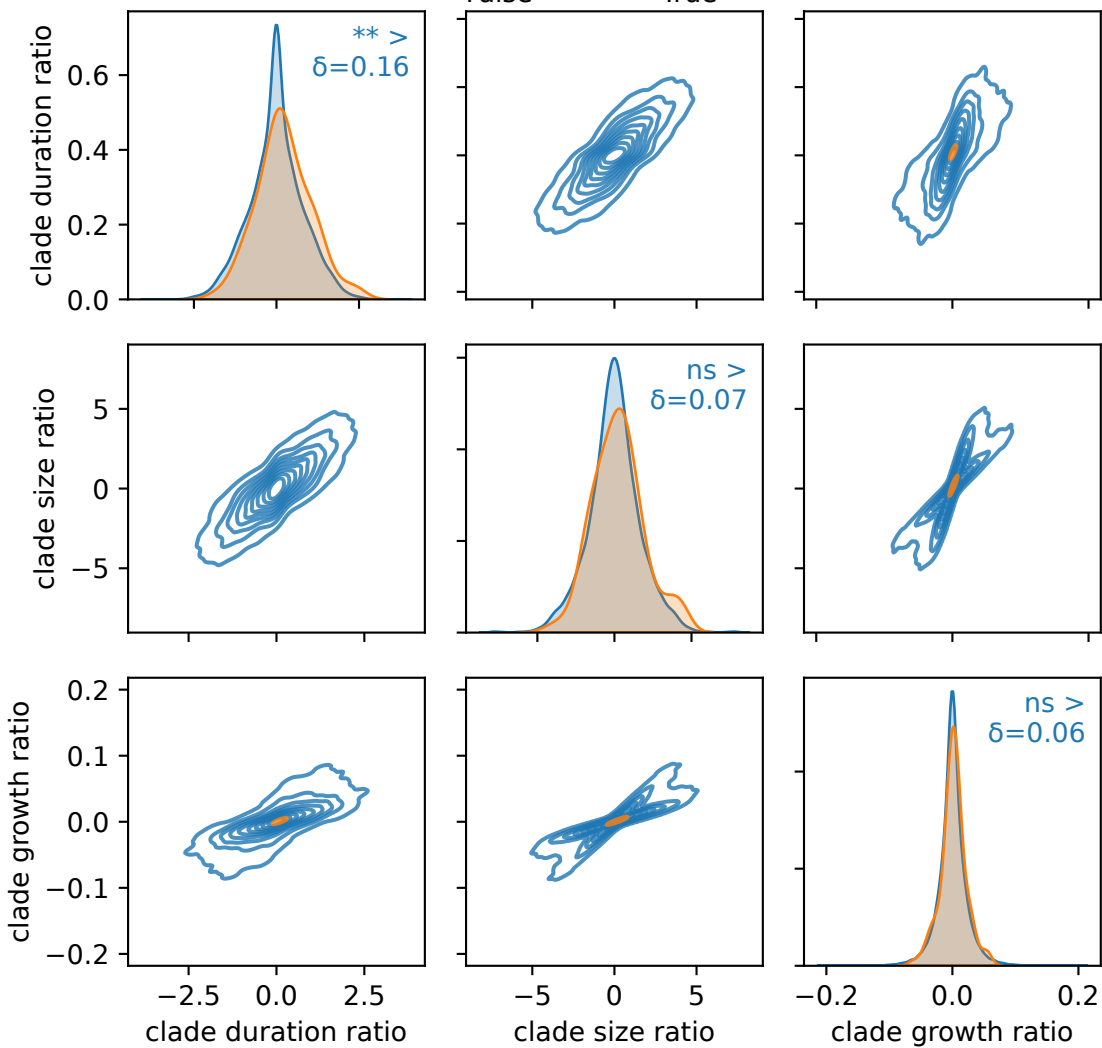 False True
clade duration ratio
** >
δ=0.16
0.6
0.4
0.2
0.0
clade size ratio
ns >
δ=0.07
5
0
−5
clade growth ratio
ns >
δ=0.06
0.2
0.1
0.0
−0.1
−0.2
−2.5 0.0 2.5
−5 0 5
−0.2 0.0 0.2
clade duration ratio
clade size ratio
clade growth ratio